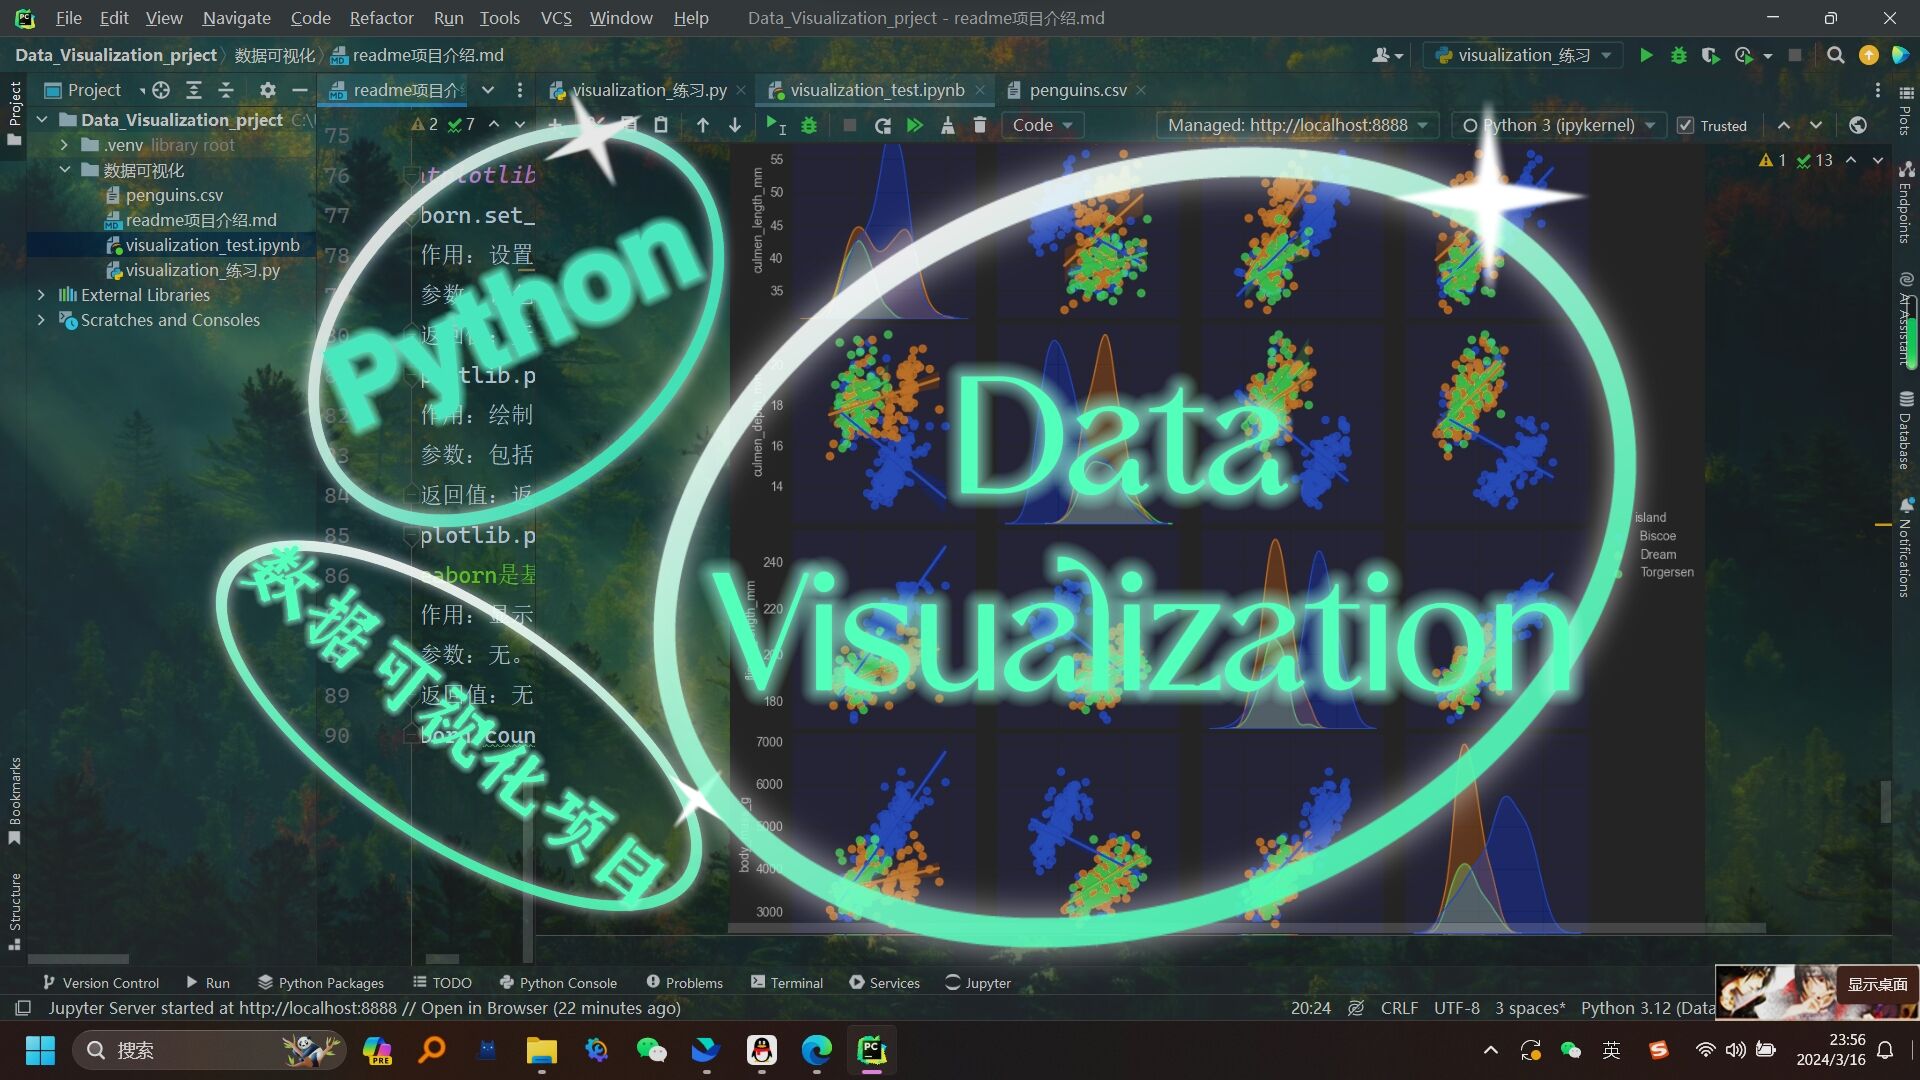 File Edit View Navigate Code Refactor Run Tools VCS Window Help Data_Visualization_prject - readme项目介绍.md
Data_Visualization_prject 数据可视化 readme项目介绍.md
visualization_练习
Project
readme项目介
visualization_练习.py
visualization_test.ipynb
penguins.csv
Data_Visualization_prject
.venv library root
数据可视化
penguins.csv
readme项目介绍.md
visualization_test.ipynb
visualization_练习.py
External Libraries
Scratches and Consoles
2 7
Code
Managed: http://localhost:8888
Python 3 (ipykernel)
Trusted
1 13
75
76
77 born.set_
78 作用：设置
参数
82 作用：绘制
参数：包括
84 返回值：返
85 plotlib.p
86 eaborn是基
作用：显示
参数：无。
89 返回值：无
90 born.coun
Python
数据可视化项目
Data
Visualization
culmen_length_mm
55
50
45
40
35
18
16
14
240
220
200
180
7000
6000
5000
4000
3000
island
Biscoe
Dream
Torgersen
Project
Bookmarks
Structure
Plots
Endpoints
AI Assistant
Database
Notifications
Version Control Run Python Packages TODO Python Console Problems Terminal Services Jupyter
Jupyter Server started at http://localhost:8888 // Open in Browser (22 minutes ago)
20:24 CRLF UTF-8 3 spaces* Python 3.12 (Data
显示桌面
搜索
PRE
PC
英
23:56
2024/3/16